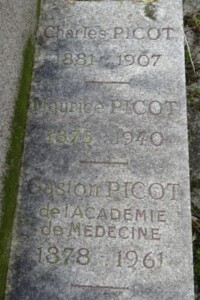 Charles PICOT
1881 - 1907
Maurice PICOT
1875 - 1940
Gaston PICOT
de l'ACADÉMIE
de MÉDECINE
1878 - 1961